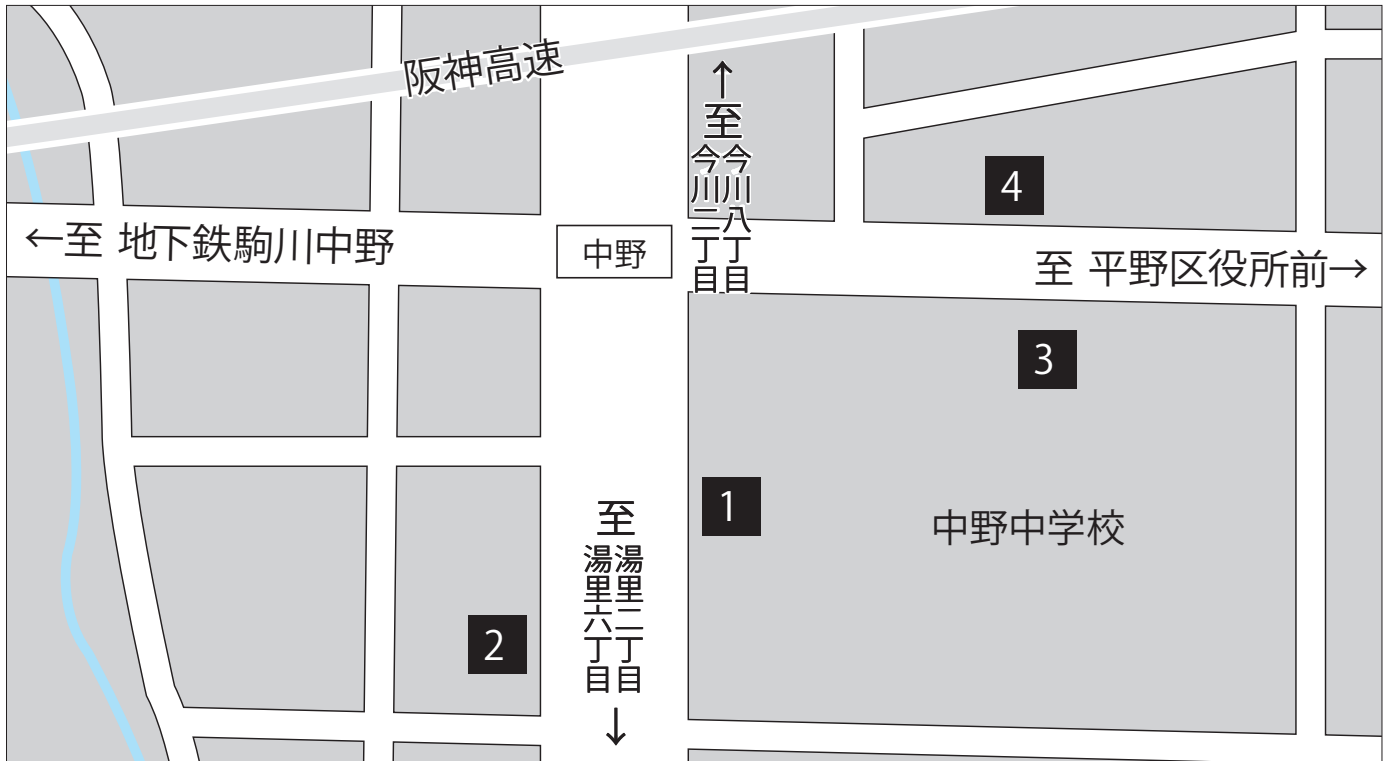 阪神高速
↑
至
今川八丁目
今川二丁目
4
←至 地下鉄駒川中野
中野
至 平野区役所前→
3
1
中野中学校
至
湯里二丁目
湯里六丁目
↓
2